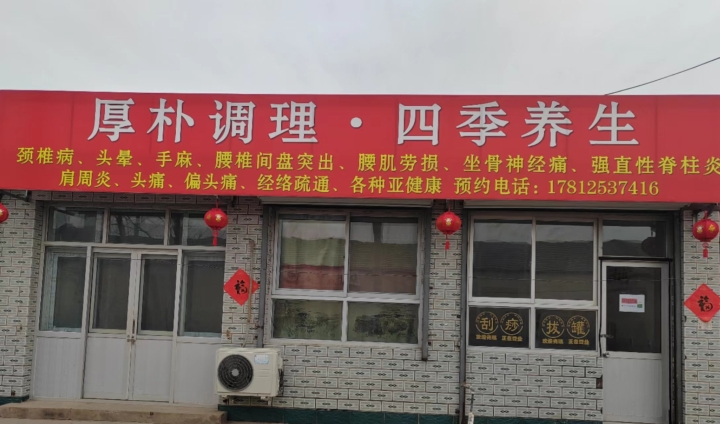 厚朴调理·四季养生
颈椎病、头晕、手麻、腰椎间盘突出、腰肌劳损、坐骨神经痛、强直性脊柱炎
肩周炎、头痛、偏头痛、经络疏通、各种亚健康 预约电话:17812537416
福
刮痧
拔罐
福